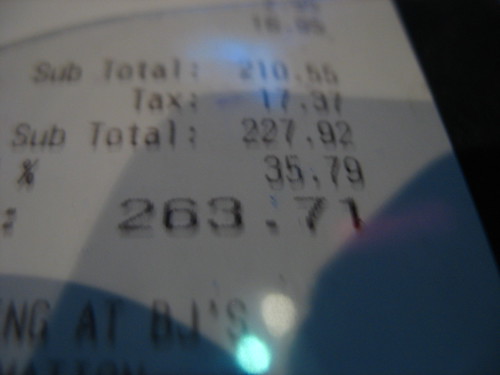 Sub Total: 210.55
Tax: 17.37
Sub Total: 227.92
% 35.79
: 263.71
NG AT BJ'S